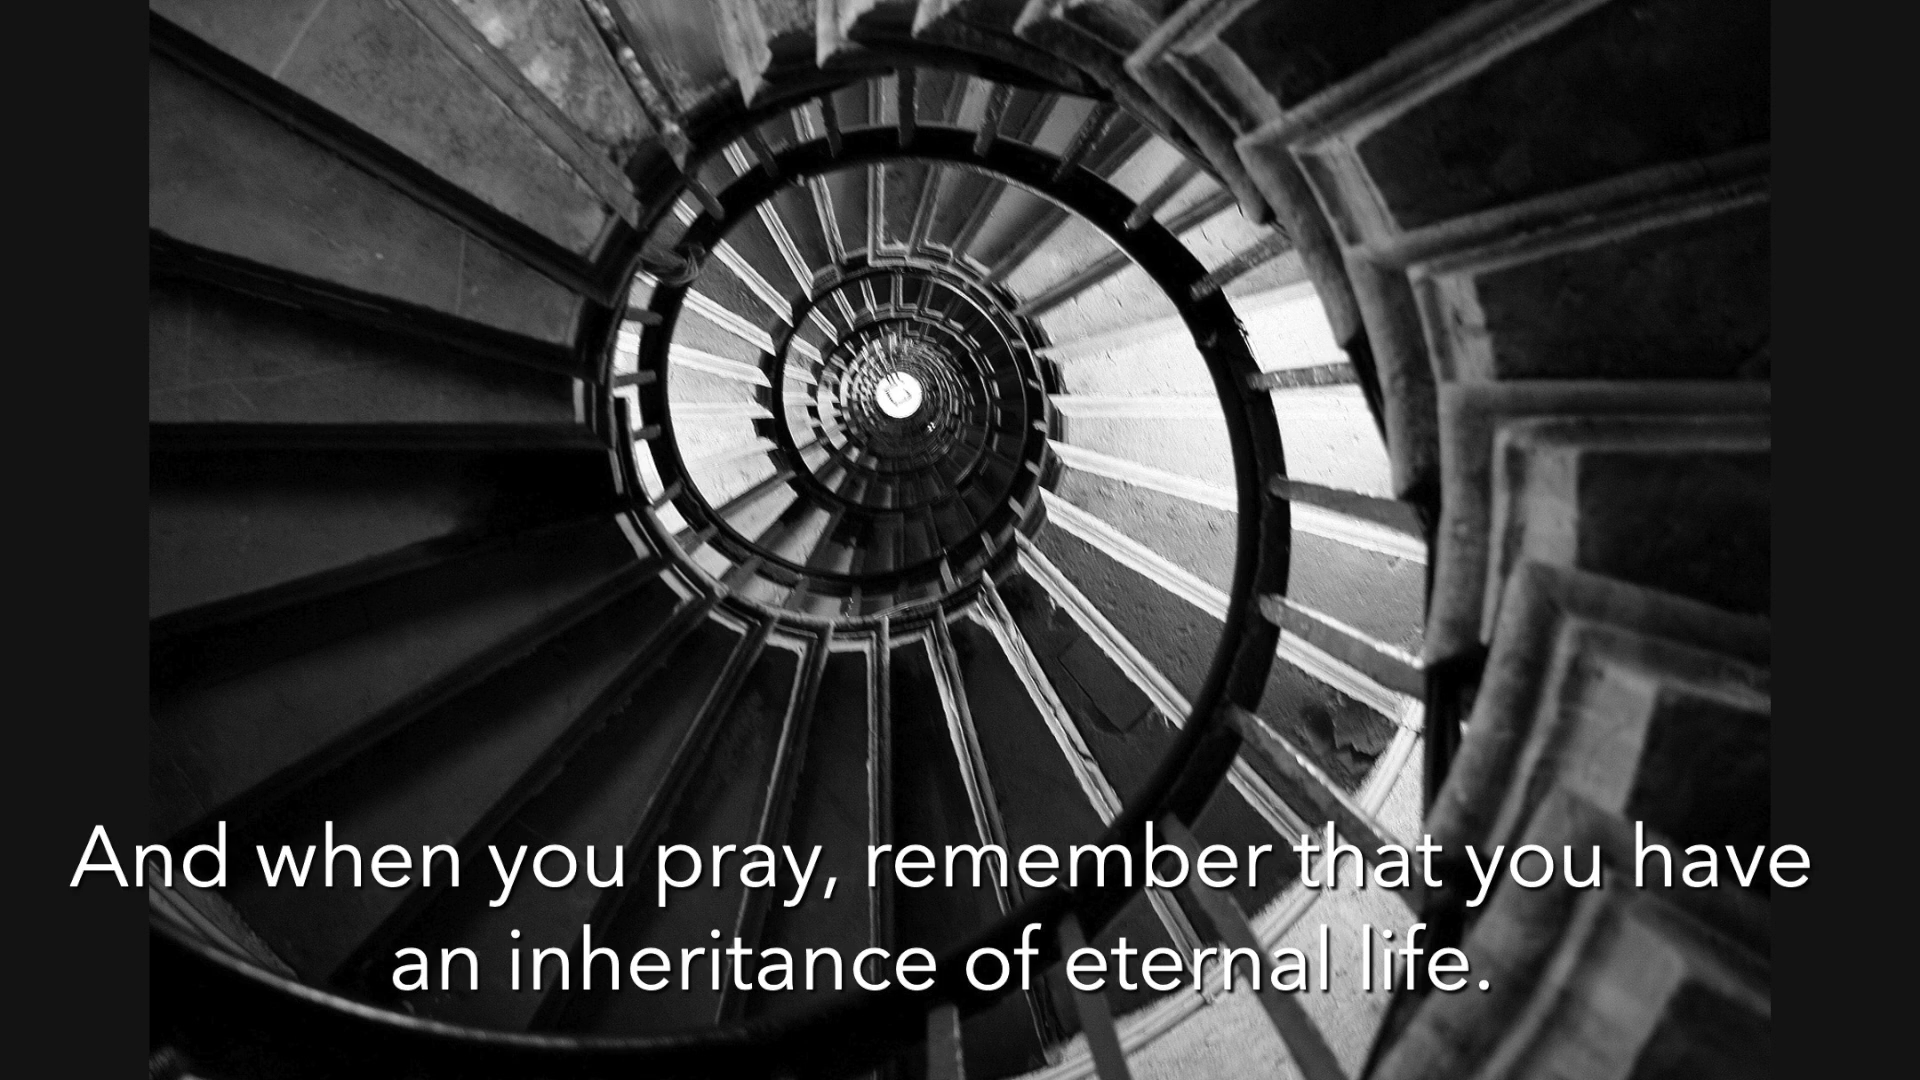 And when you pray, remember that you have
an inheritance of eternal life.